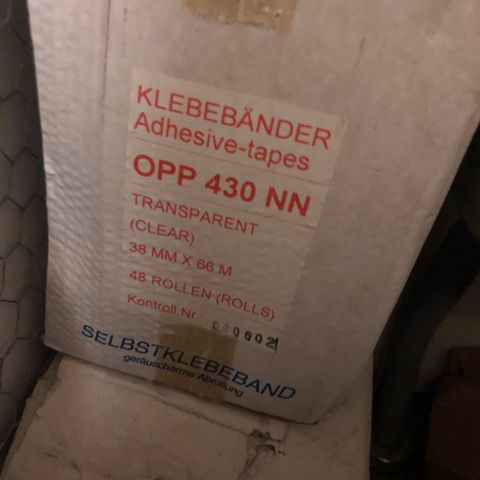 KLEBEBÄNDER
Adhesive-tapes
OPP 430 NN
TRANSPARENT
(CLEAR)
38 MM X 66 M
48 ROLLEN (ROLLS)
Kontroll Nr.: 000602
SELBSTKLEBEBAND
geräuscharme Abrollung